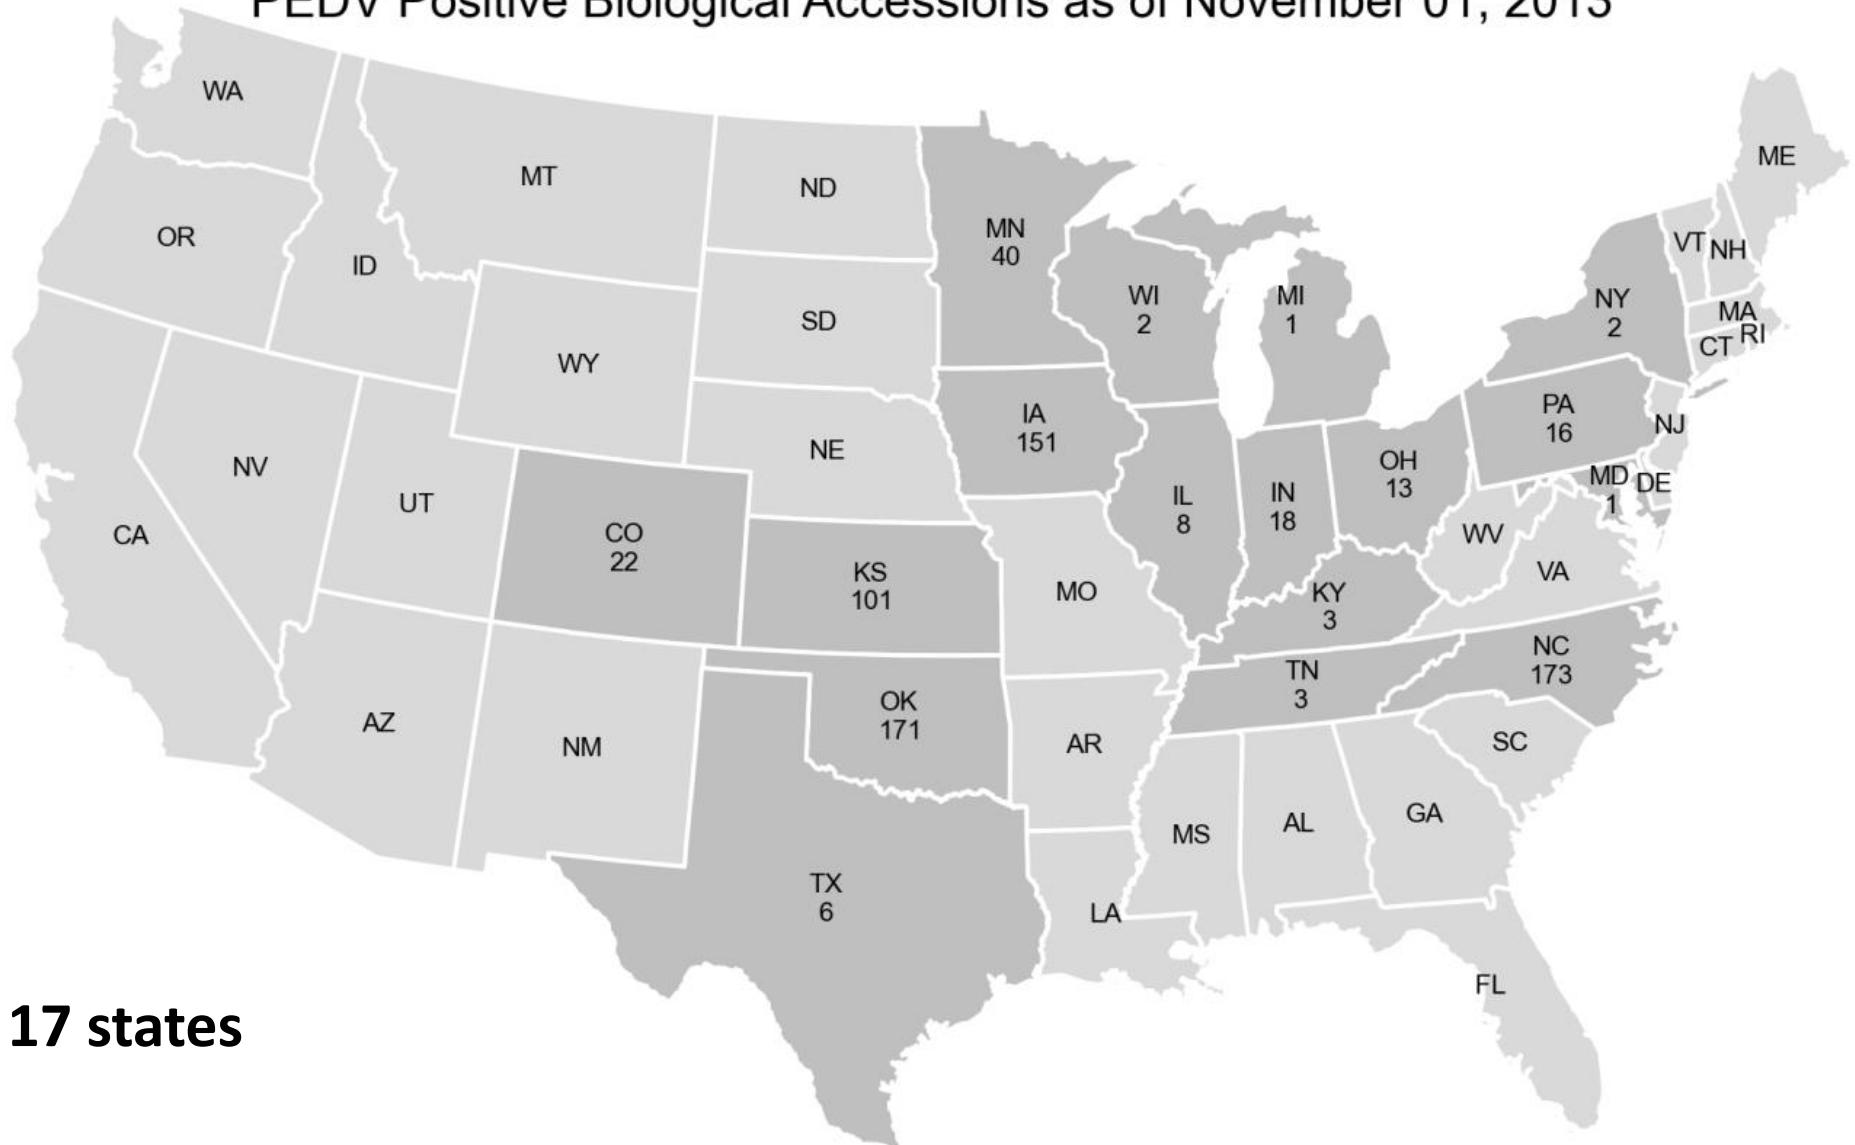 PEDV Positive Biological Accessions as of November 01, 2013
WA
MT
ND
ME
OR
ID
MN
40
VT
NH
SD
WI
2
MI
1
NY
2
MA
RI
CT
WY
IA
151
PA
16
NJ
NE
NV
OH
13
MD
1
DE
UT
IL
8
IN
18
CA
CO
22
WV
KS
101
VA
MO
KY
3
NC
173
TN
3
OK
171
AZ
NM
AR
SC
GA
MS
AL
TX
6
LA
FL
17 states